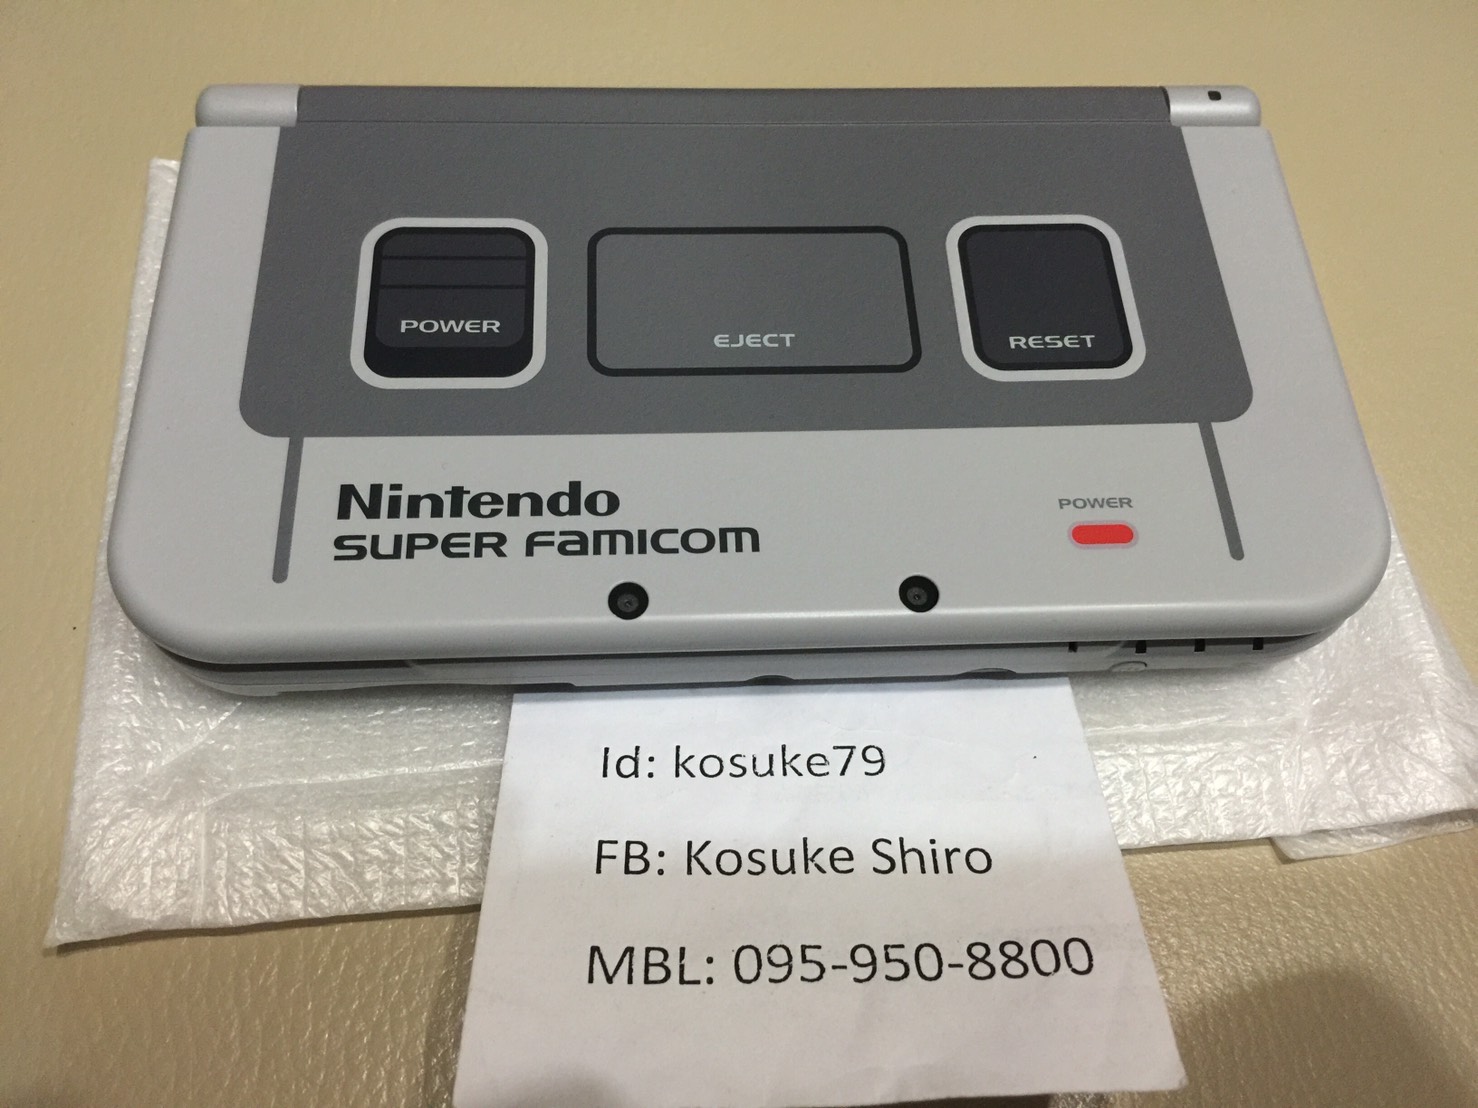 POWER
EJECT
RESET
Nintendo
SUPER FAMICOM
POWER
Id: kosuke79
FB: Kosuke Shiro
MBL: 095-950-8800